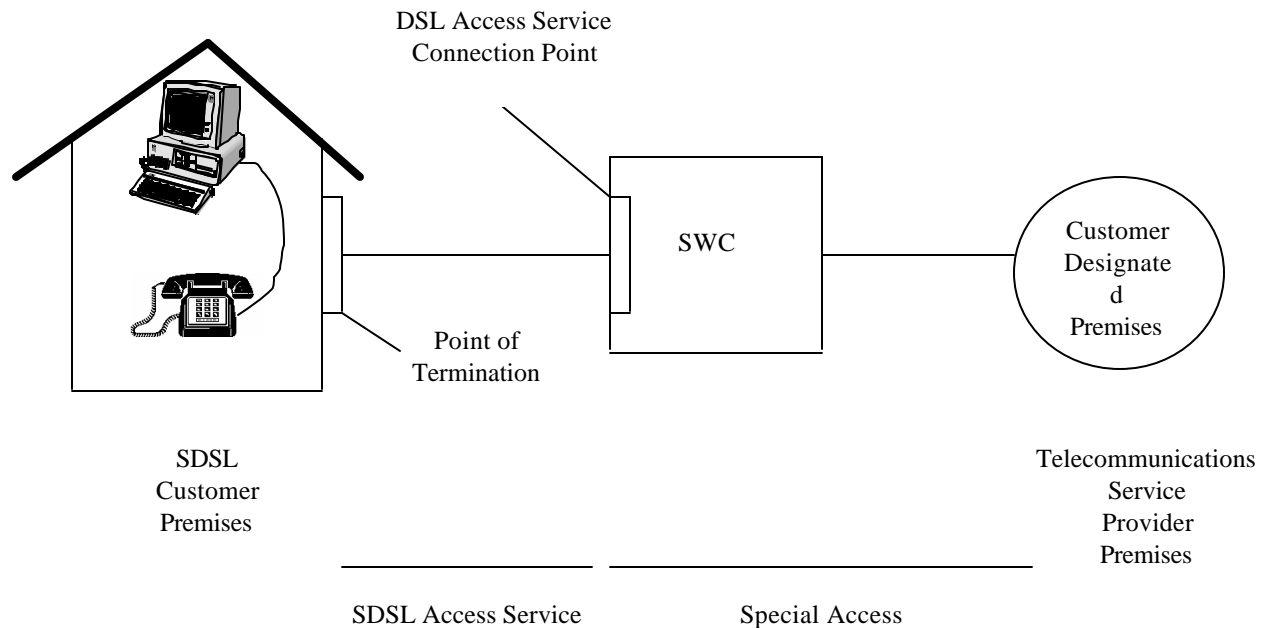 DSL Access Service
Connection Point
SWC
Customer
Designate
d
Premises
Point of
Termination
SDSL
Customer
Premises
Telecommunications
Service
Provider
Premises
SDSL Access Service
Special Access